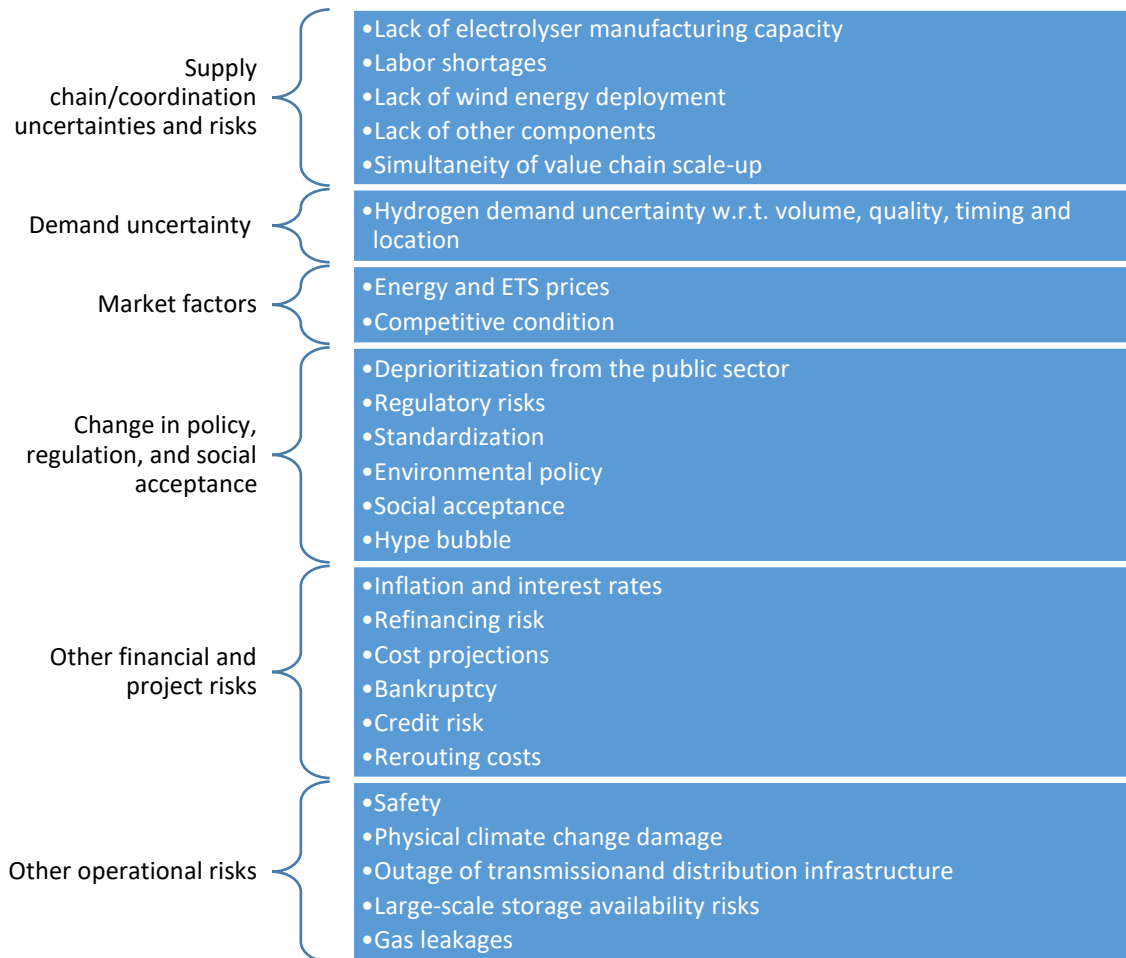 Supply
chain/coordination
uncertainties and risks
•Lack of electrolyser manufacturing capacity
•Labor shortages
•Lack of wind energy deployment
•Lack of other components
•Simultaneity of value chain scale-up
Demand uncertainty
•Hydrogen demand uncertainty w.r.t. volume, quality, timing and
location
Market factors
•Energy and ETS prices
•Competitive condition
Change in policy,
regulation, and social
acceptance
•Deprioritization from the public sector
•Regulatory risks
•Standardization
•Environmental policy
•Social acceptance
•Hype bubble
Other financial and
project risks
•Inflation and interest rates
•Refinancing risk
•Cost projections
•Bankruptcy
•Credit risk
•Rerouting costs
Other operational risks
•Safety
•Physical climate change damage
•Outage of transmissionand distribution infrastructure
•Large-scale storage availability risks
•Gas leakages